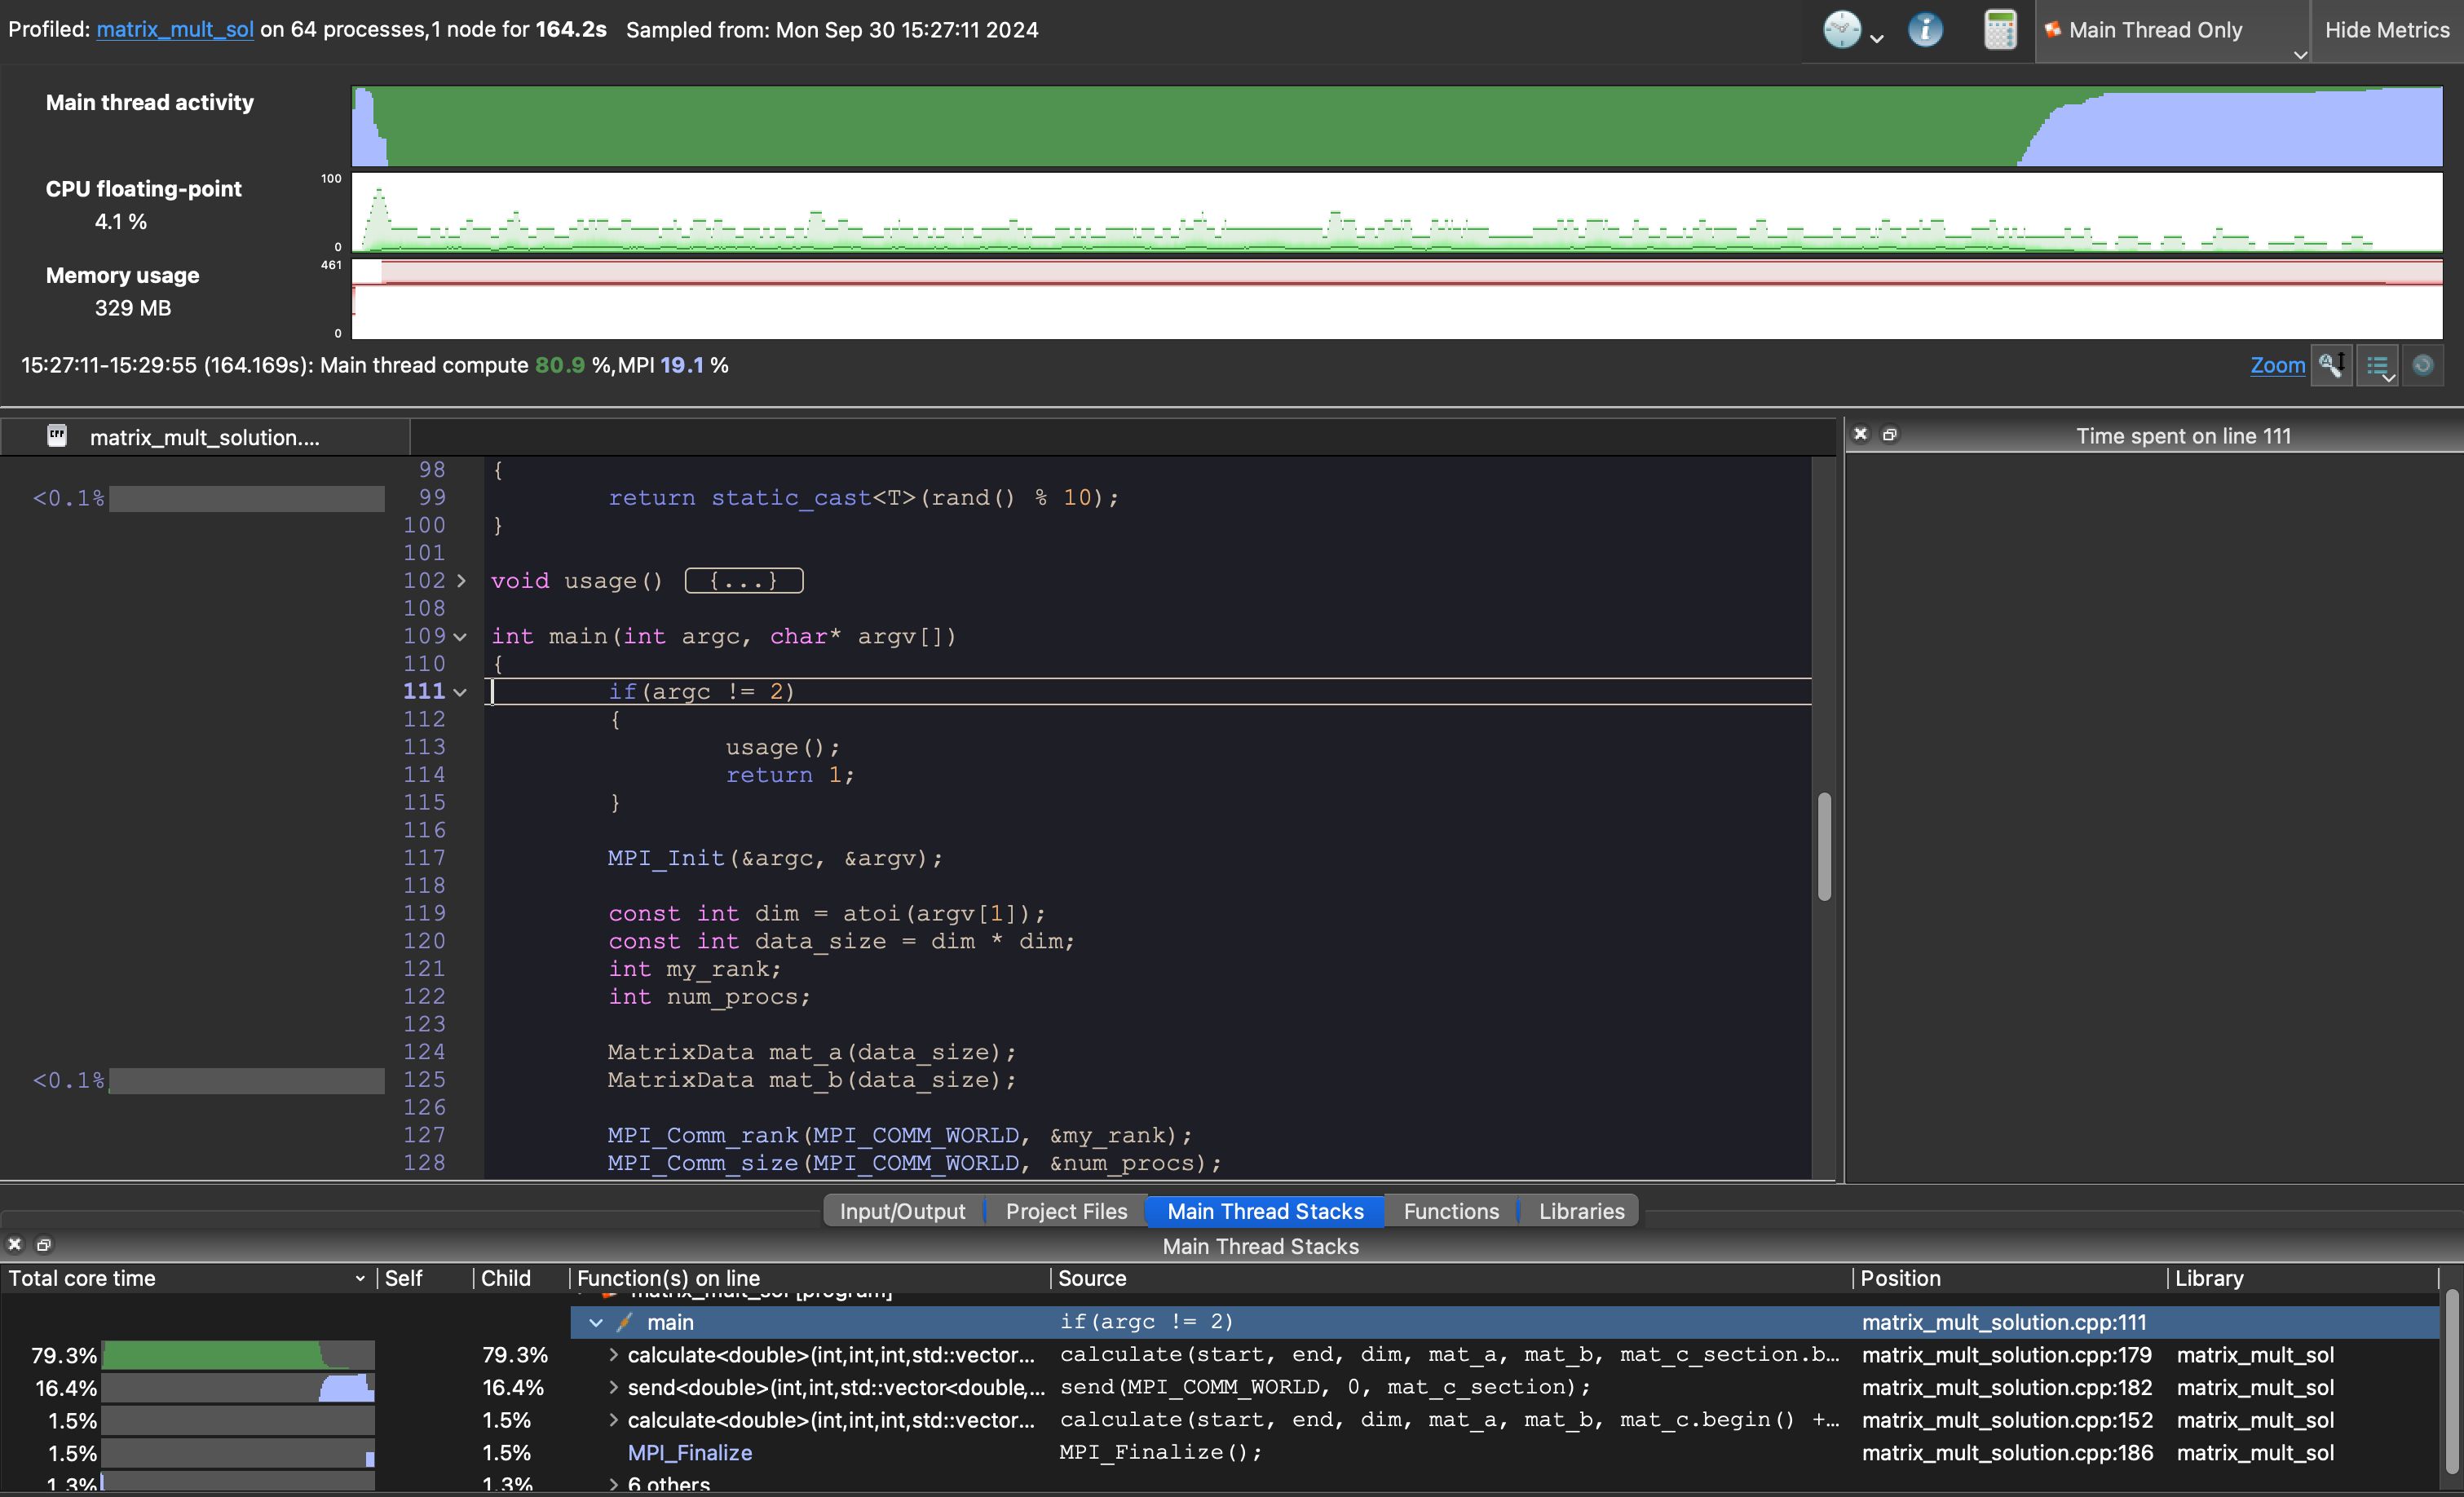 Profiled: matrix_mult_sol on 64 processes,1 node for 164.2s Sampled from: Mon Sep 30 15:27:11 2024
Main Thread Only
Hide Metrics
Main thread activity
CPU floating-point
4.1 %
100
0
Memory usage
329 MB
461
0
15:27:11-15:29:55 (164.169s): Main thread compute 80.9 %,MPI 19.1 %
Zoom
CPP matrix_mult_solution....
Time spent on line 111
98 {
<0.1% 99 return static_cast<T>(rand() % 10);
100 }
101
102 void usage() {...}
108
109 int main(int argc, char* argv[])
110 {
111 if(argc != 2)
112 {
113 usage();
114 return 1;
115 }
116
117 MPI_Init(&argc, &argv);
118
119 const int dim = atoi(argv[1]);
120 const int data_size = dim * dim;
121 int my_rank;
122 int num_procs;
123
124 MatrixData mat_a(data_size);
<0.1% 125 MatrixData mat_b(data_size);
126
127 MPI_Comm_rank(MPI_COMM_WORLD, &my_rank);
128 MPI_Comm_size(MPI_COMM_WORLD, &num_procs);
Input/Output Project Files Main Thread Stacks Functions Libraries
Main Thread Stacks
Total core time Self Child Function(s) on line Source Position Library
matrix_mult_sol [program]
main if(argc != 2) matrix_mult_solution.cpp:111
79.3% 79.3% calculate<double>(int,int,int,std::vector... calculate(start, end, dim, mat_a, mat_b, mat_c_section.b... matrix_mult_solution.cpp:179 matrix_mult_sol
16.4% 16.4% send<double>(int,int,std::vector<double,... send(MPI_COMM_WORLD, 0, mat_c_section); matrix_mult_solution.cpp:182 matrix_mult_sol
1.5% 1.5% calculate<double>(int,int,int,std::vector... calculate(start, end, dim, mat_a, mat_b, mat_c.begin() +... matrix_mult_solution.cpp:152 matrix_mult_sol
1.5% 1.5% MPI_Finalize MPI_Finalize(); matrix_mult_solution.cpp:186 matrix_mult_sol
1.3% 1.3% 6 others